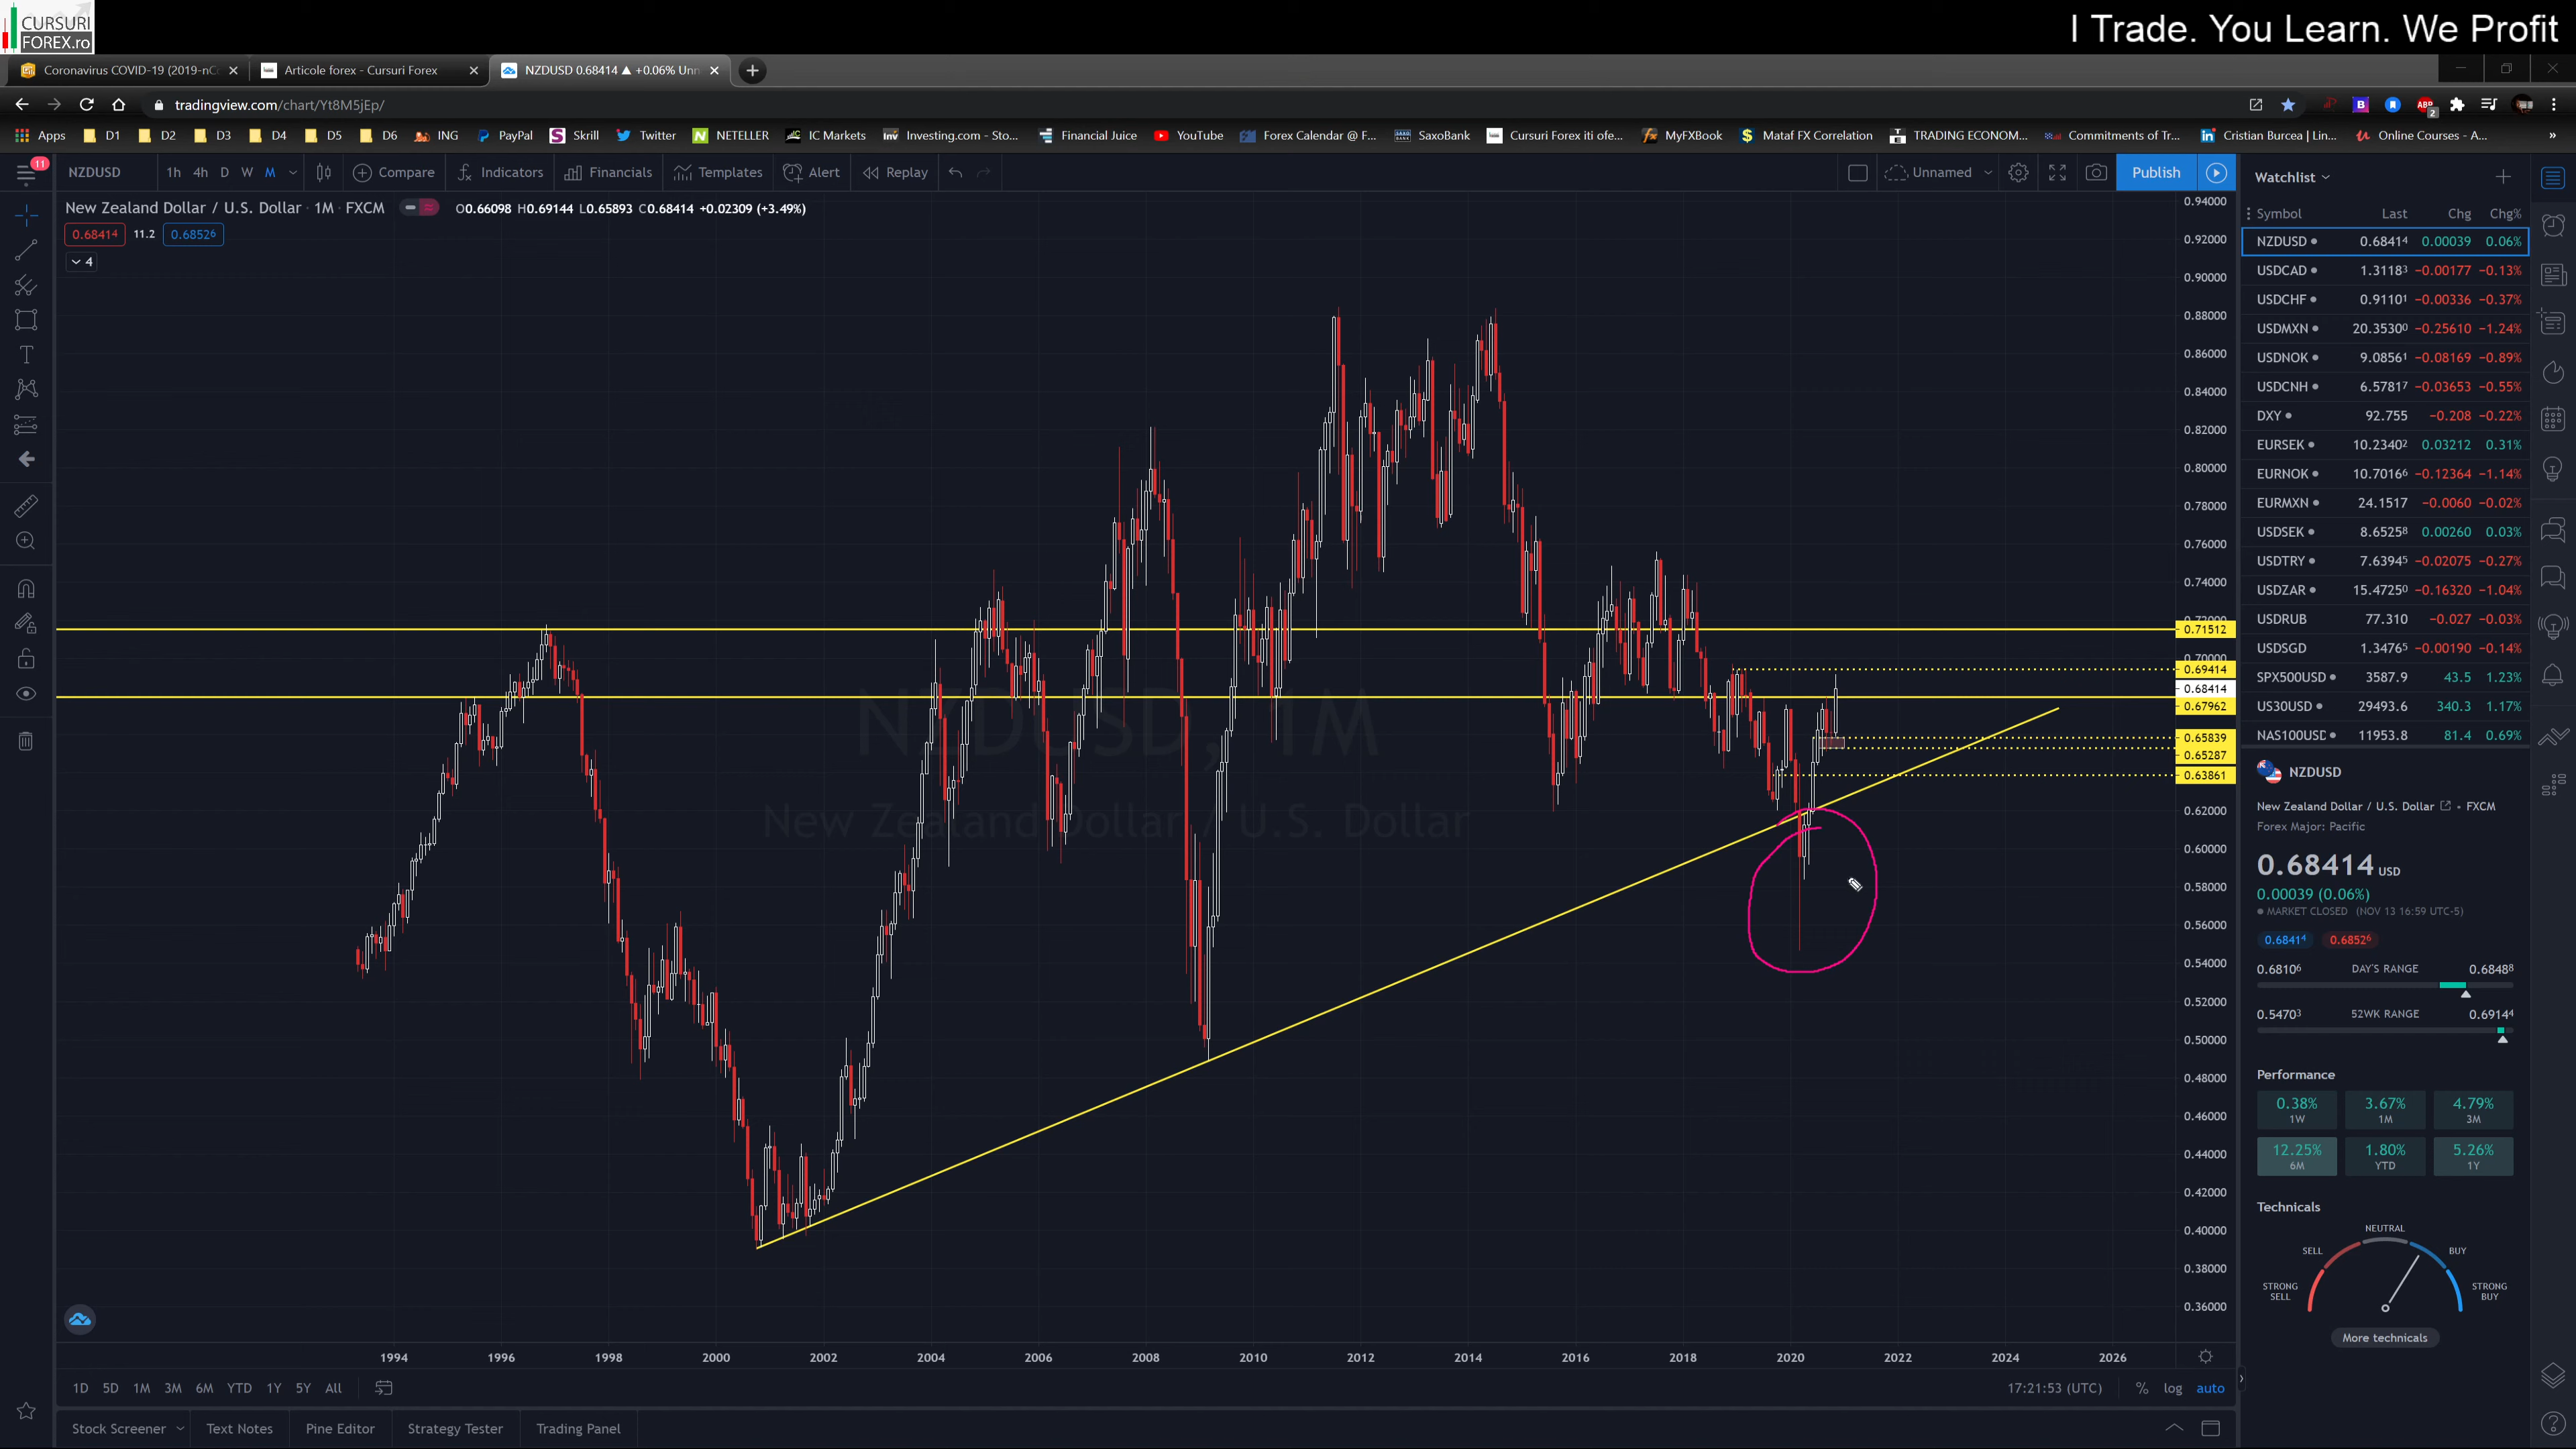 CURSURI
FOREX.ro
I Trade. You Learn. We Profit
Coronavirus COVID-19 (2019-nCo
Articole forex - Cursuri Forex
NZDUSD 0.68414 ▲ +0.06% Unn
tradingview.com/chart/Yt8M5jEp/
Apps D1 D2 D3 D4 D5 D6 ING PayPal Skrill Twitter NETELLER IC Markets Investing.com - Sto... Financial Juice YouTube Forex Calendar @ F... SaxoBank Cursuri Forex iti ofe... MyFXBook Mataf FX Correlation TRADING ECONOM... Commitments of Tr... Cristian Burcea | Lin... Online Courses - A... »
11 NZDUSD 1h 4h D W M Compare Indicators Financials Templates Alert Replay Unnamed Publish
New Zealand Dollar / U.S. Dollar · 1M · FXCM O0.66098 H0.69144 L0.65893 C0.68414 +0.02309 (+3.49%)
0.68414 11.2 0.68526
4
NZDUSD, 1M
New Zealand Dollar / U.S. Dollar
0.94000
0.92000
0.90000
0.88000
0.86000
0.84000
0.82000
0.80000
0.78000
0.76000
0.74000
0.71512
0.70000
0.69414
0.68414
0.67962
0.65839
0.65287
0.63861
0.62000
0.60000
0.58000
0.56000
0.54000
0.52000
0.50000
0.48000
0.46000
0.44000
0.42000
0.40000
0.38000
0.36000
1994 1996 1998 2000 2002 2004 2006 2008 2010 2012 2014 2016 2018 2020 2022 2024 2026
1D 5D 1M 3M 6M YTD 1Y 5Y All
17:21:53 (UTC) % log auto
Stock Screener Text Notes Pine Editor Strategy Tester Trading Panel
Watchlist
Symbol Last Chg Chg%
NZDUSD 0.68414 0.00039 0.06%
USDCAD 1.31183 −0.00177 −0.13%
USDCHF 0.91101 −0.00336 −0.37%
USDMXN 20.35300 −0.25610 −1.24%
USDNOK 9.08561 −0.08169 −0.89%
USDCNH 6.57817 −0.03653 −0.55%
DXY 92.755 −0.208 −0.22%
EURSEK 10.23402 0.03212 0.31%
EURNOK 10.70166 −0.12364 −1.14%
EURMXN 24.1517 −0.0060 −0.02%
USDSEK 8.65258 0.00260 0.03%
USDTRY 7.63945 −0.02075 −0.27%
USDZAR 15.47250 −0.16320 −1.04%
USDRUB 77.310 −0.027 −0.03%
USDSGD 1.34765 −0.00190 −0.14%
SPX500USD 3587.9 43.5 1.23%
US30USD 29493.6 340.3 1.17%
NAS100USD 11953.8 81.4 0.69%
NZDUSD
New Zealand Dollar / U.S. Dollar • FXCM
Forex Major: Pacific
0.68414 USD
0.00039 (0.06%)
MARKET CLOSED (NOV 13 16:59 UTC-5)
0.68414 0.68526
0.68106 DAY'S RANGE 0.68488
0.54703 52WK RANGE 0.69144
Performance
0.38% 3.67% 4.79%
1W 1M 3M
12.25% 1.80% 5.26%
6M YTD 1Y
Technicals
NEUTRAL
SELL BUY
STRONG SELL STRONG BUY
More technicals